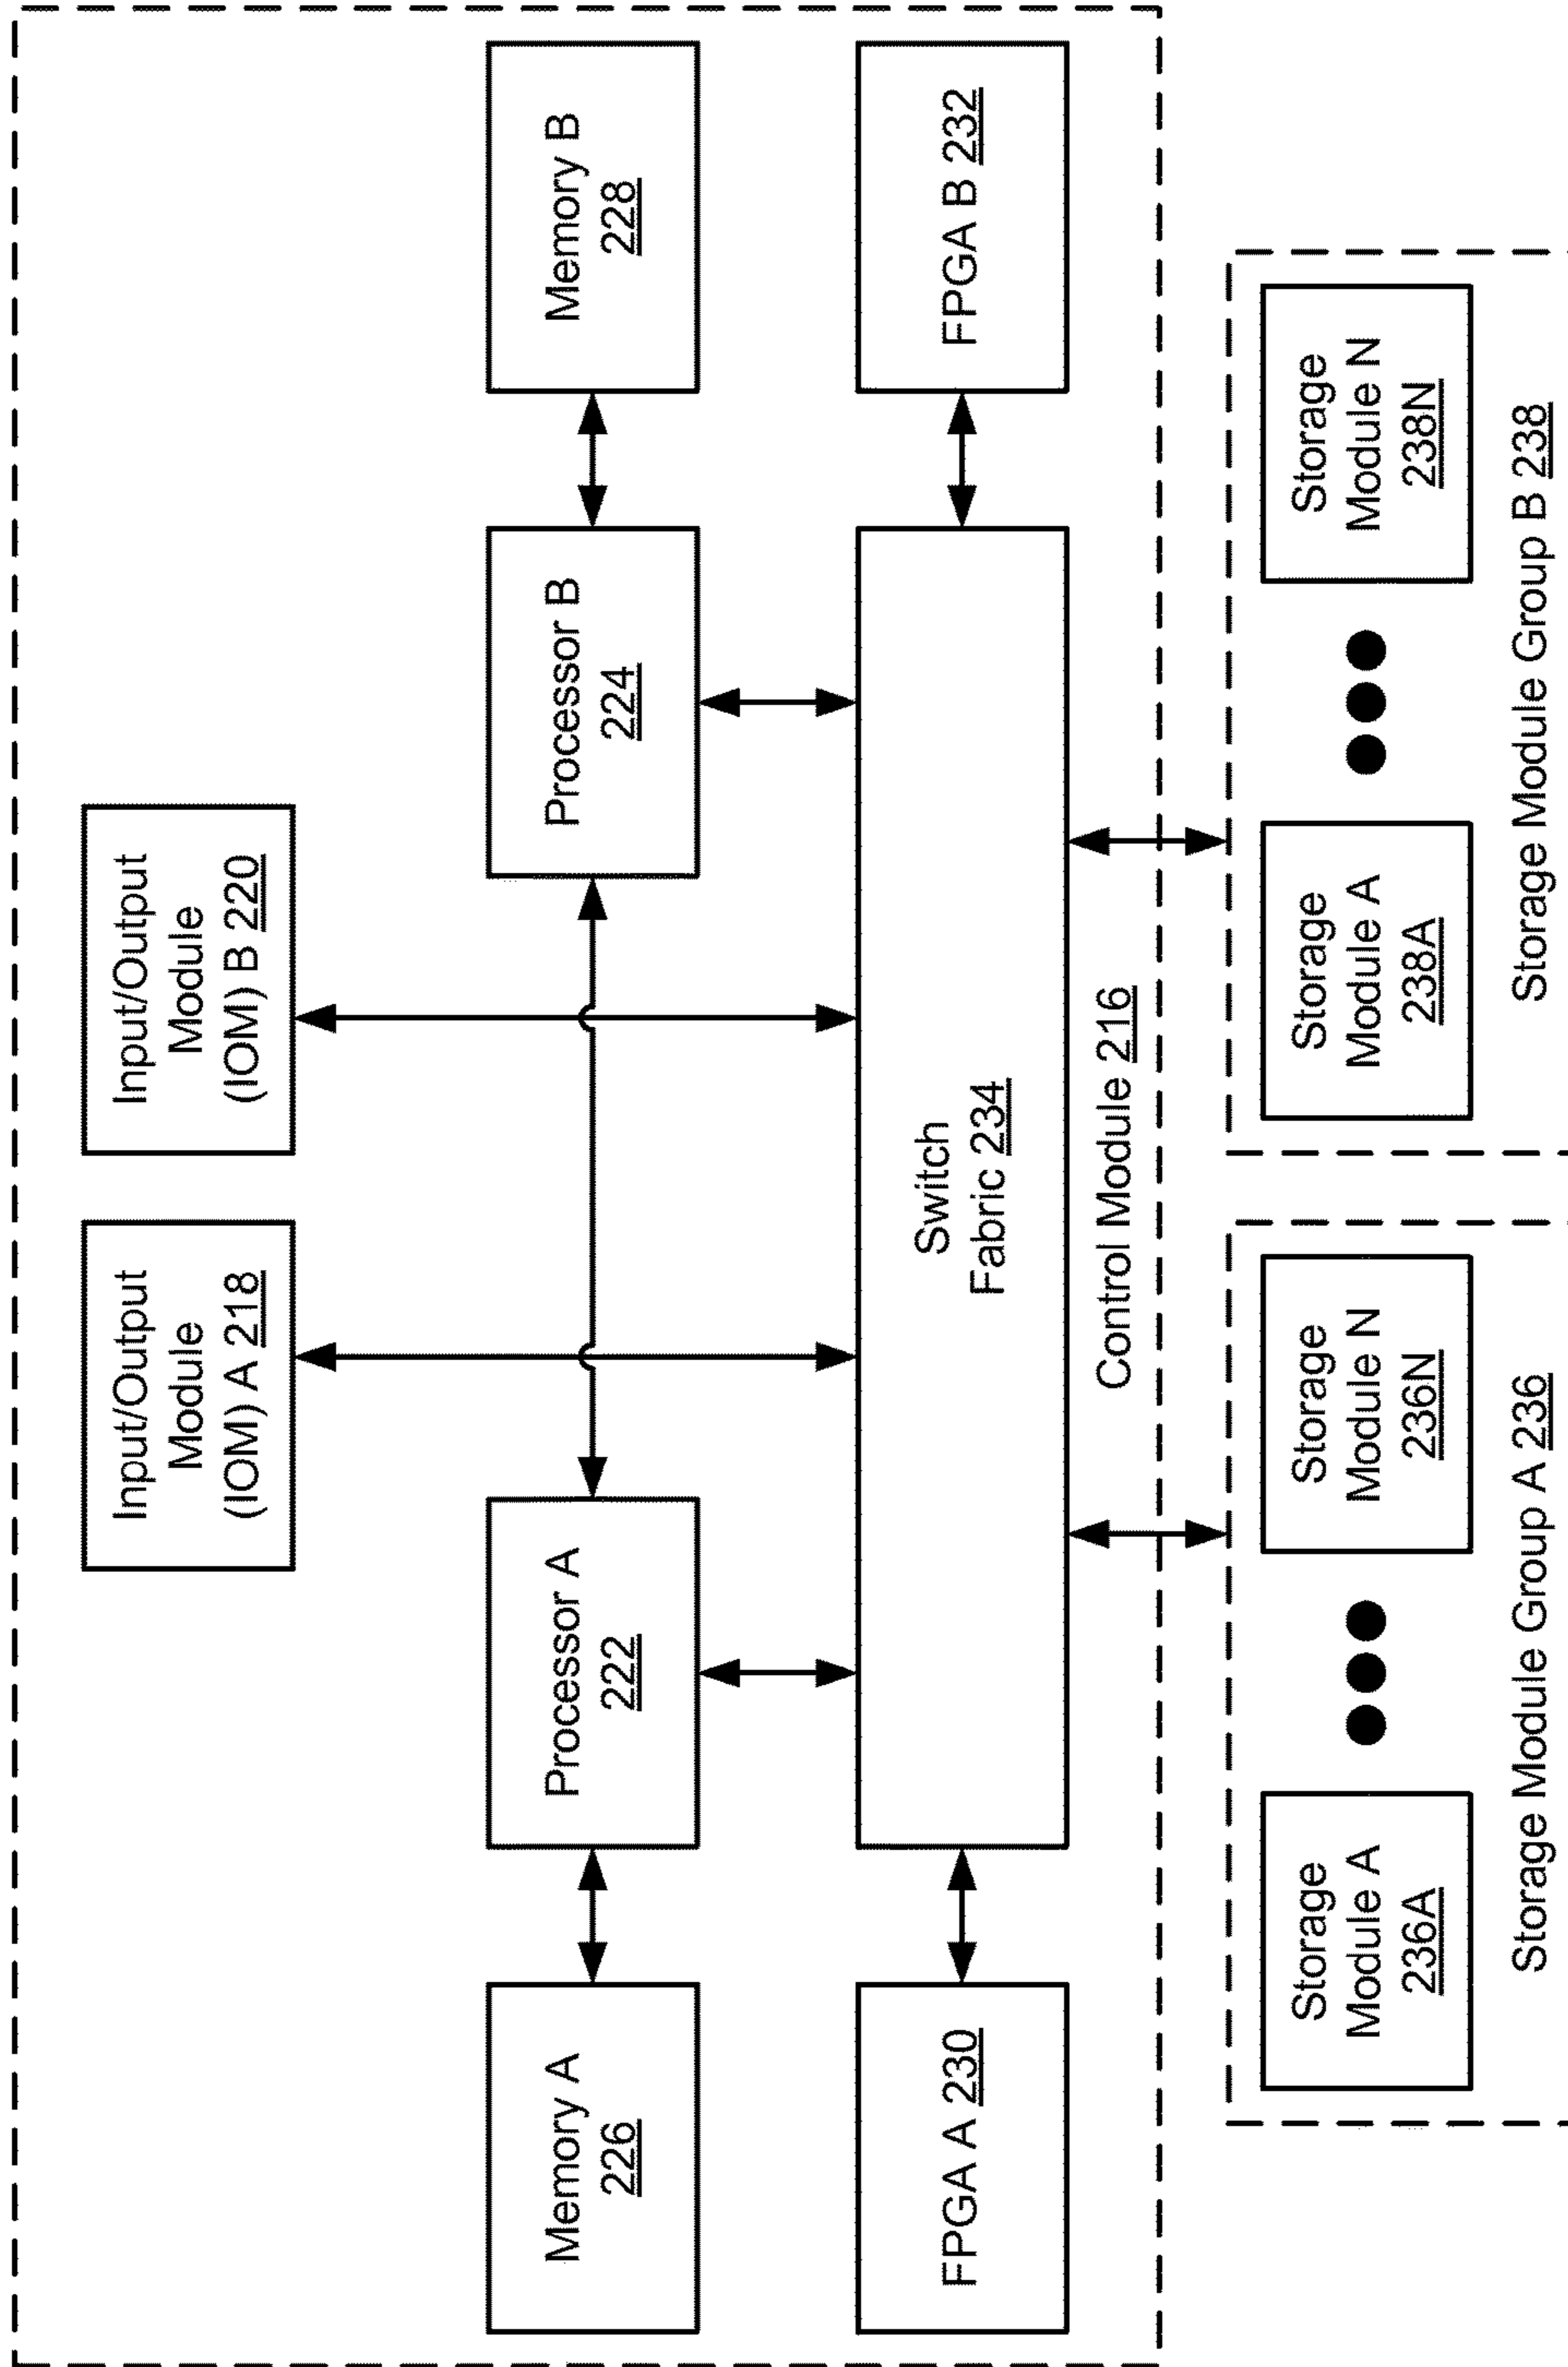 Input/Output
Module
(IOM) A 218
Input/Output
Module
(IOM) B 220
Memory A
226
Processor A
222
Processor B
224
Memory B
228
FPGA A 230
Switch
Fabric 234
FPGA B 232
Control Module 216
Storage
Module A
236A
Storage
Module N
236N
Storage Module Group A 236
Storage
Module A
238A
Storage
Module N
238N
Storage Module Group B 238